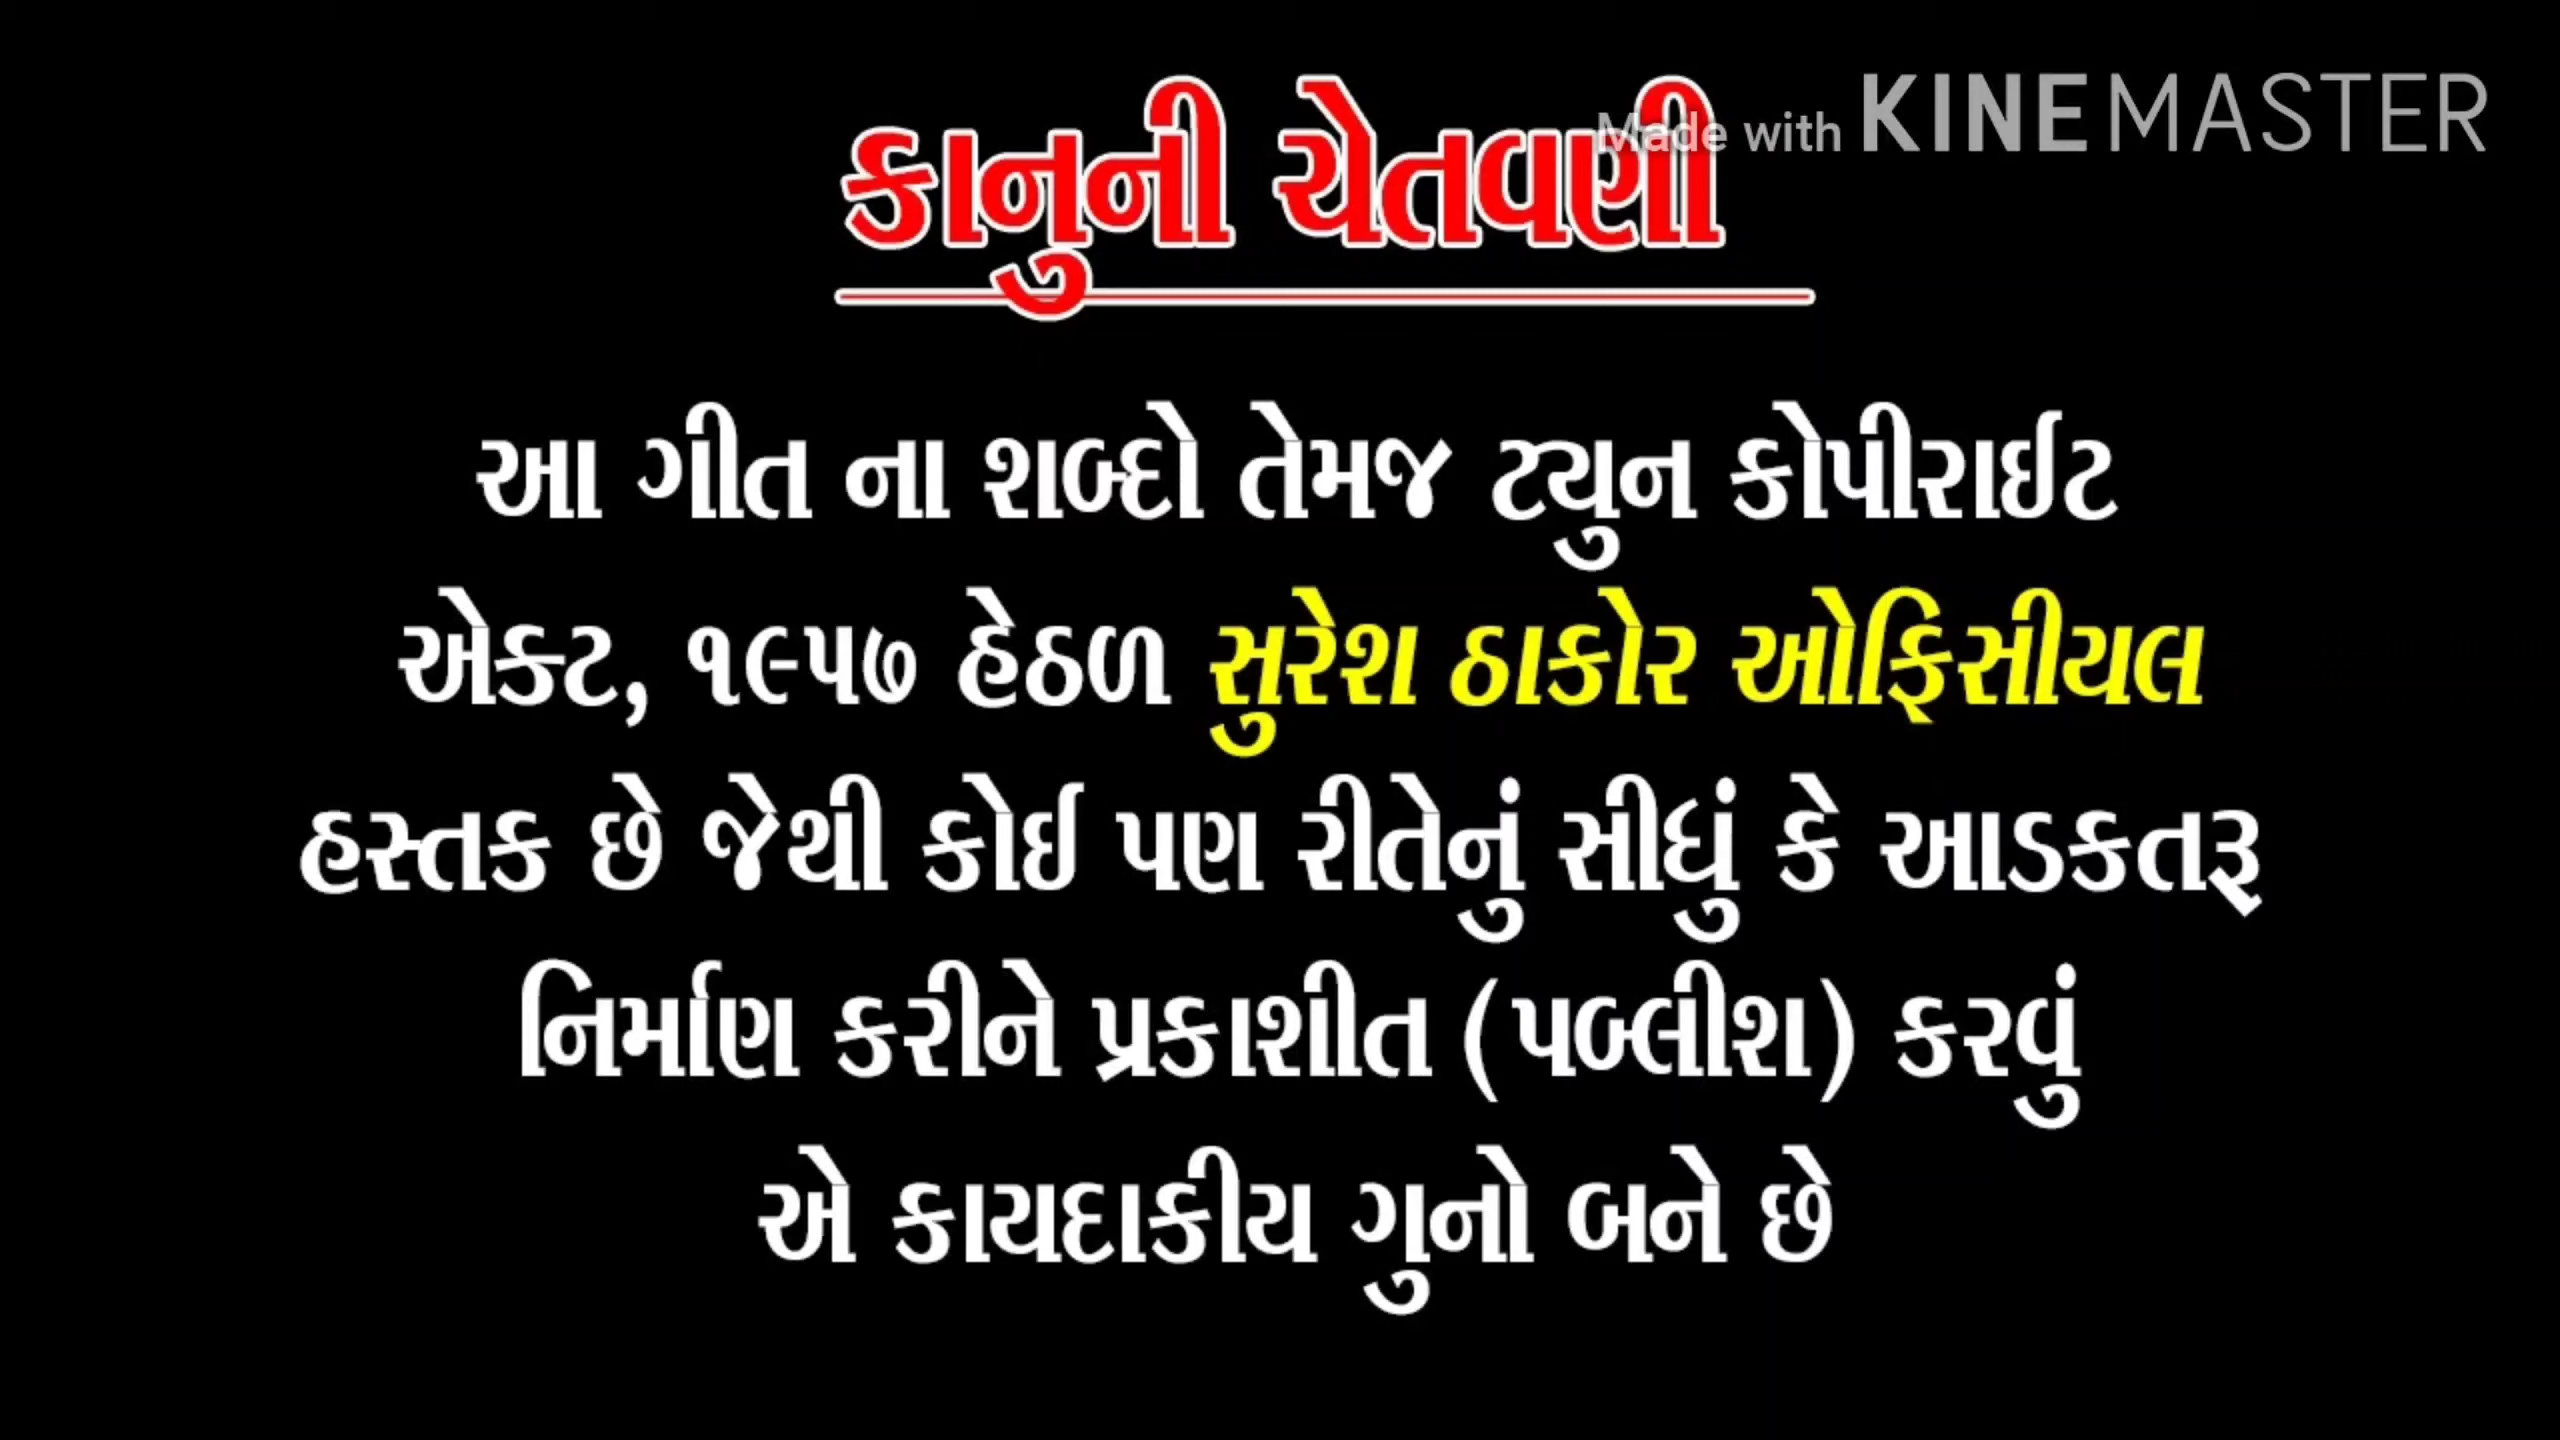 Made with KINEMASTER
કાનુની ચેતવણી
આ ગીત ના શબ્દો તેમજ ટ્યુન કોપીરાઈટ
એકટ, ૧૯૫૭ હેઠળ સુરેશ ઠાકોર ઓફિસીયલ
હસ્તક છે જેથી કોઈ પણ રીતેનું સીધું કે આડકતરૂ
નિર્માણ કરીને પ્રકાશીત (પબ્લીશ) કરવું
એ કાયદાકીય ગુનો બને છે